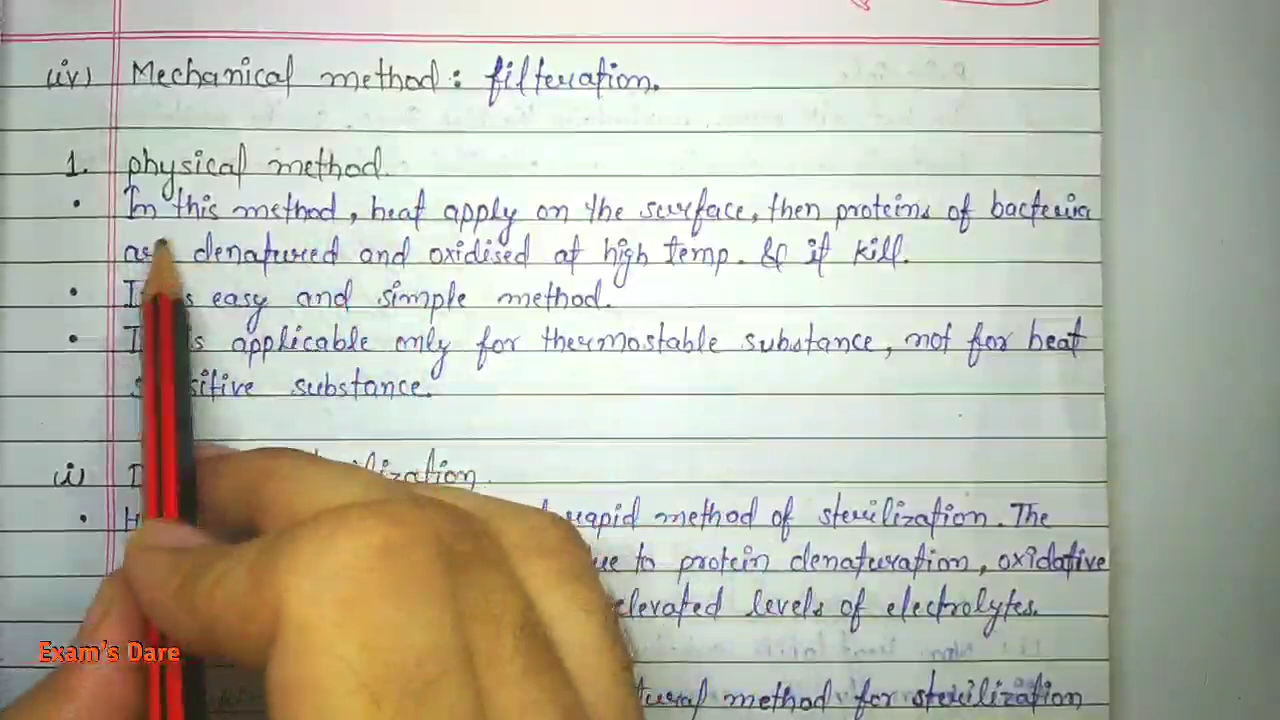 (iv) Mechanical method : filteration.
1. physical method.
• In this method, heat apply on the surface, then proteins of bacteria
denatured and oxidised at high temp. & it kill.
• easy and simple method.
• applicable only for thermostable substance, not for heat
substance.
(i)
• rapid method of sterilization. The
to protein denaturation, oxidative
elevated levels of electrolytes.
Exam's Dare
method for sterilization